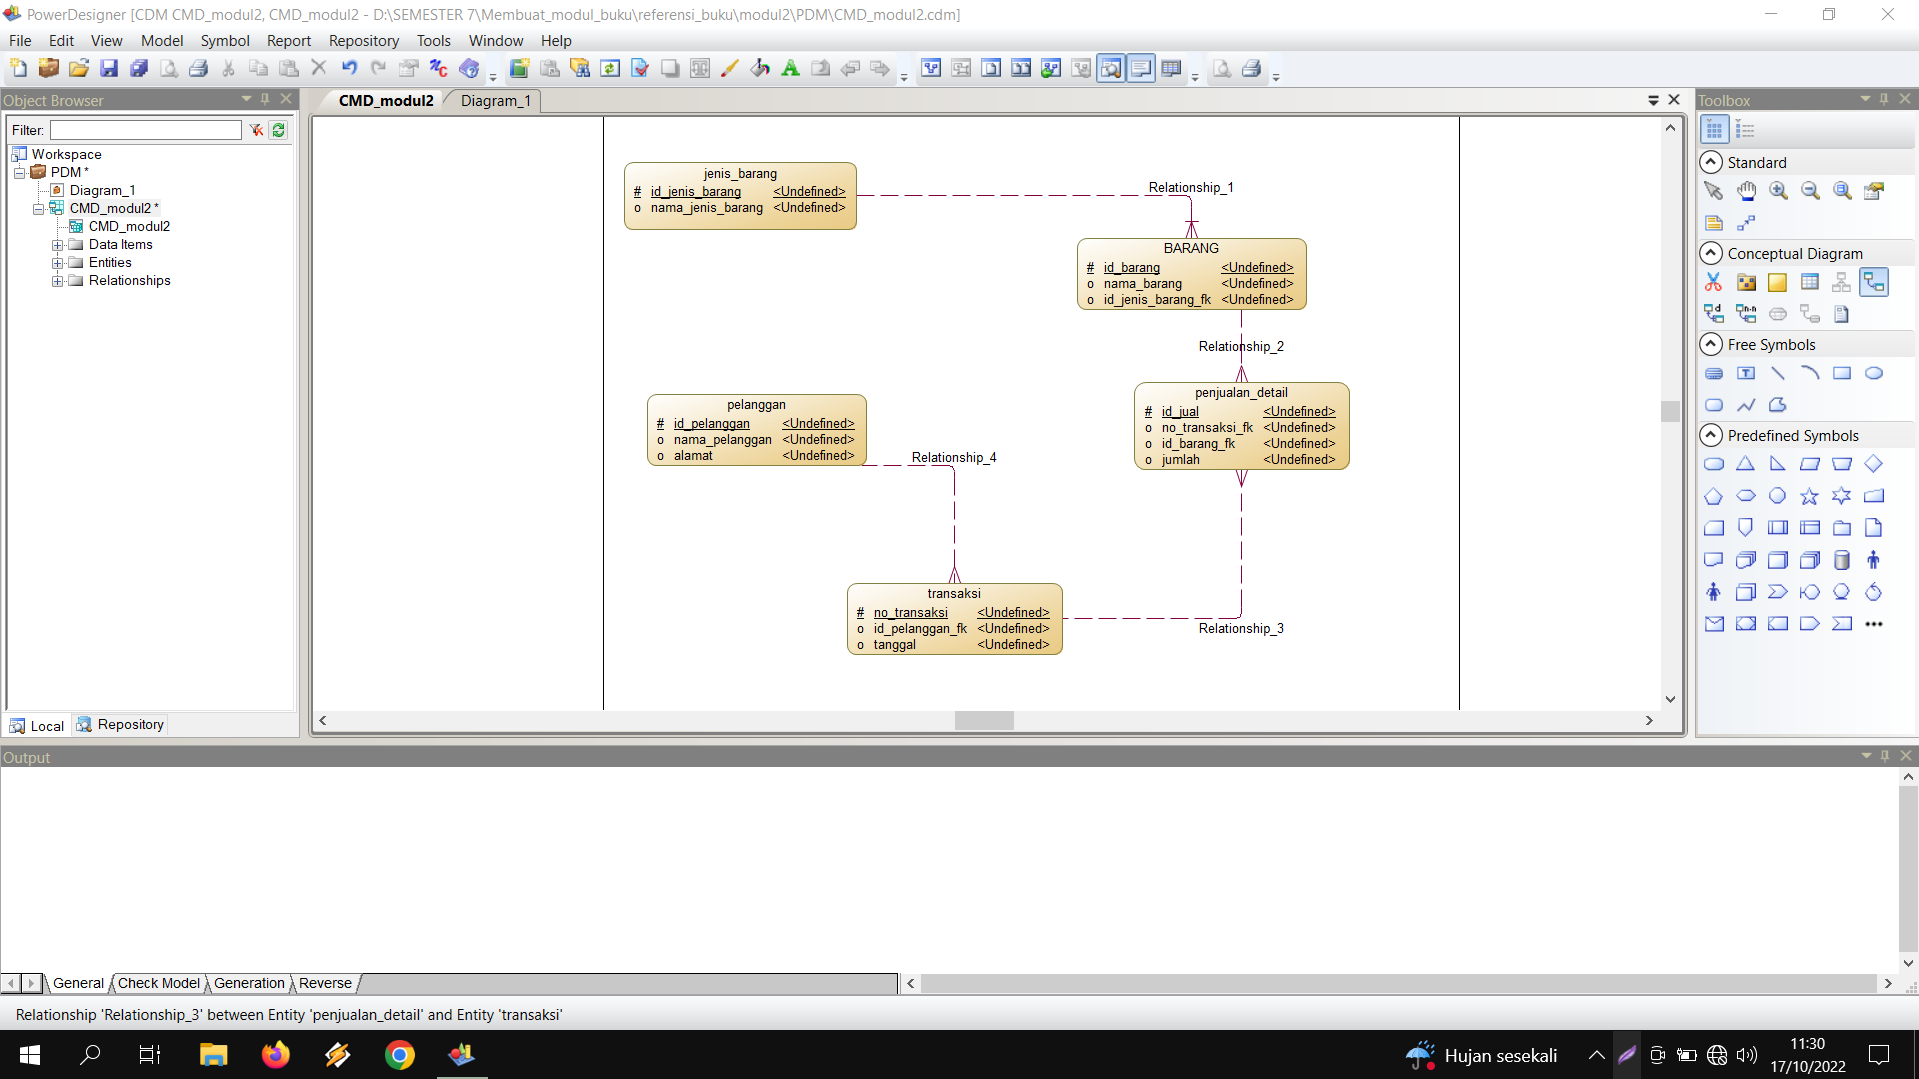 PowerDesigner [CDM CMD_modul2, CMD_modul2 - D:\SEMESTER 7\Membuat_modul_buku\referensi_buku\modul2\PDM\CMD_modul2.cdm]
File Edit View Model Symbol Report Repository Tools Window Help
Object Browser
Filter:
Workspace
PDM *
Diagram_1
CMD_modul2 *
CMD_modul2
Data Items
Entities
Relationships
Local Repository
CMD_modul2 Diagram_1
jenis_barang
# id_jenis_barang <Undefined>
o nama_jenis_barang <Undefined>
Relationship_1
BARANG
# id_barang <Undefined>
o nama_barang <Undefined>
o id_jenis_barang_fk <Undefined>
Relationship_2
penjualan_detail
# id_jual <Undefined>
o no_transaksi_fk <Undefined>
o id_barang_fk <Undefined>
o jumlah <Undefined>
pelanggan
# id_pelanggan <Undefined>
o nama_pelanggan <Undefined>
o alamat <Undefined>
Relationship_4
transaksi
# no_transaksi <Undefined>
o id_pelanggan_fk <Undefined>
o tanggal <Undefined>
Relationship_3
Toolbox
Standard
Conceptual Diagram
Free Symbols
Predefined Symbols
Output
General Check Model Generation Reverse
Relationship 'Relationship_3' between Entity 'penjualan_detail' and Entity 'transaksi'
Hujan sesekali
11:30
17/10/2022